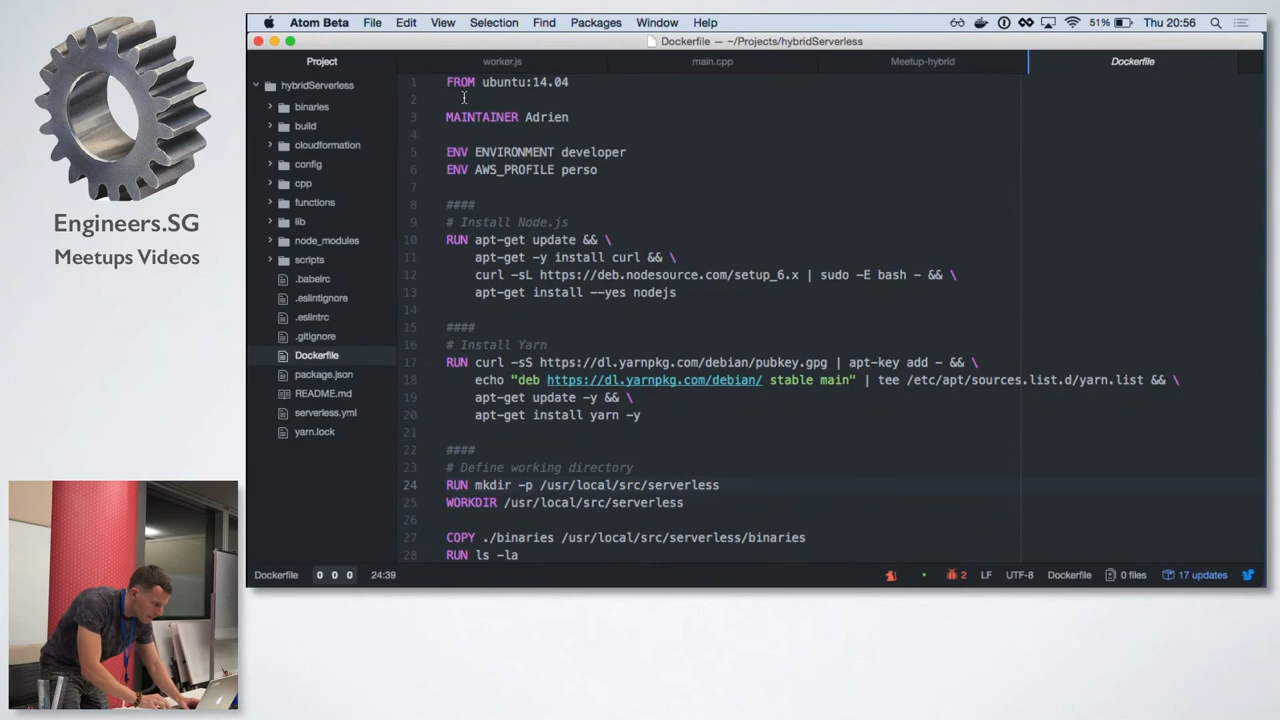 Engineers.SG
Meetups Videos
Atom Beta File Edit View Selection Find Packages Window Help 51% Thu 20:56
Dockerfile — ~/Projects/hybridServerless
Project
worker.js main.cpp Meetup-hybrid Dockerfile
hybridServerless
binaries
build
cloudformation
config
cpp
functions
lib
node_modules
scripts
.babelrc
.eslintignore
.eslintrc
.gitignore
Dockerfile
package.json
README.md
serverless.yml
yarn.lock
1 FROM ubuntu:14.04
2
3 MAINTAINER Adrien
4
5 ENV ENVIRONMENT developer
6 ENV AWS_PROFILE perso
7
8 ####
9 # Install Node.js
10 RUN apt-get update && \
11 apt-get -y install curl && \
12 curl -sL https://deb.nodesource.com/setup_6.x | sudo -E bash - && \
13 apt-get install --yes nodejs
14
15 ####
16 # Install Yarn
17 RUN curl -sS https://dl.yarnpkg.com/debian/pubkey.gpg | apt-key add - && \
18 echo "deb https://dl.yarnpkg.com/debian/ stable main" | tee /etc/apt/sources.list.d/yarn.list && \
19 apt-get update -y && \
20 apt-get install yarn -y
21
22 ####
23 # Define working directory
24 RUN mkdir -p /usr/local/src/serverless
25 WORKDIR /usr/local/src/serverless
26
27 COPY ./binaries /usr/local/src/serverless/binaries
28 RUN ls -la
Dockerfile 0 0 0 24:39 2 LF UTF-8 Dockerfile 0 files 17 updates